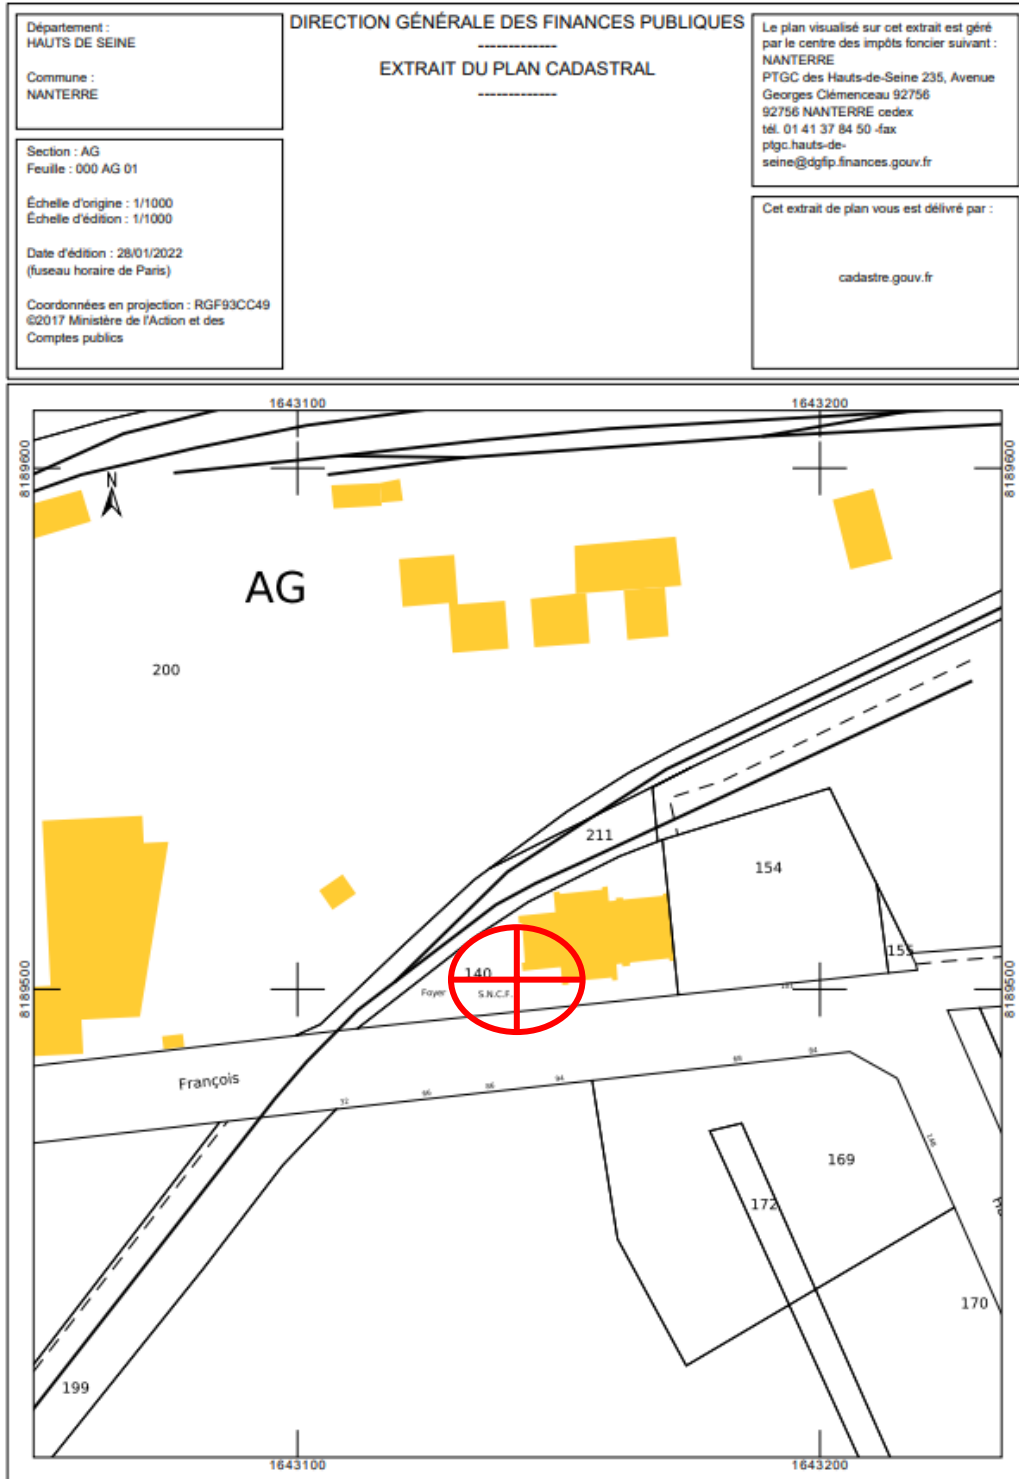 Département :
HAUTS DE SEINE
Commune :
NANTERRE
Section : AG
Feuille : 000 AG 01
Échelle d'origine : 1/1000
Échelle d'édition : 1/1000
Date d'édition : 28/01/2022
(fuseau horaire de Paris)
Coordonnées en projection : RGF93CC49
©2017 Ministère de l'Action et des
Comptes publics
DIRECTION GÉNÉRALE DES FINANCES PUBLIQUES
-------------
EXTRAIT DU PLAN CADASTRAL
-------------
Le plan visualisé sur cet extrait est géré
par le centre des impôts foncier suivant :
NANTERRE
PTGC des Hauts-de-Seine 235, Avenue
Georges Clémenceau 92756
92756 NANTERRE cedex
tél. 01 41 37 84 50 -fax
ptgc.hauts-de-
seine@dgfip.finances.gouv.fr
Cet extrait de plan vous est délivré par :
cadastre.gouv.fr
1643100
1643200
8189600
8189600
N
AG
200
211
154
155
140
Foyer S.N.C.F.
8189500
8189500
François
32
96
86
94
88
84
169
172
170
199
1643100
1643200